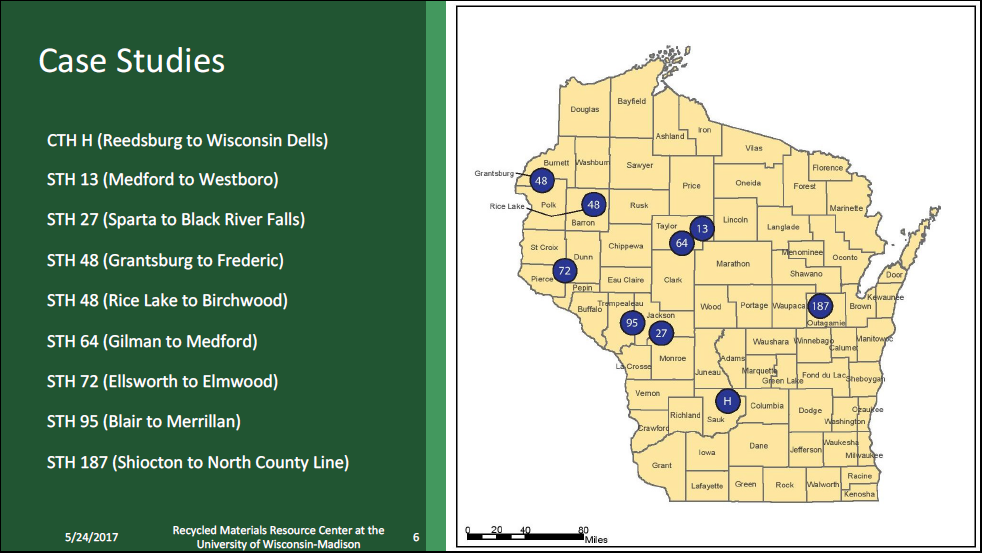 Case Studies
CTH H (Reedsburg to Wisconsin Dells)
STH 13 (Medford to Westboro)
STH 27 (Sparta to Black River Falls)
STH 48 (Grantsburg to Frederic)
STH 48 (Rice Lake to Birchwood)
STH 64 (Gilman to Medford)
STH 72 (Ellsworth to Elmwood)
STH 95 (Blair to Merrillan)
STH 187 (Shiocton to North County Line)
5/24/2017
Recycled Materials Resource Center at the
University of Wisconsin-Madison
6
Douglas
Bayfield
Ashland
Iron
Vilas
Burnett
Washburn
Sawyer
Price
Oneida
Forest
Florence
Marinette
Grantsburg
48
Rice Lake
Polk
48
Barron
Rusk
Taylor
13
64
Lincoln
Langlade
Menominee
Oconto
Door
St Croix
Dunn
Chippewa
Clark
Marathon
Shawano
Pierce
72
Pepin
Eau Claire
Buffalo
Trempealeau
Jackson
95
27
Wood
Portage
Waupaca
187
Outagamie
Brown
Kewaunee
La Crosse
Monroe
Juneau
Adams
Waushara
Winnebago
Calumet
Manitowoc
Marquette
Green Lake
Fond du Lac
Sheboygan
Vernon
H
Sauk
Richland
Columbia
Dodge
Ozaukee
Washington
Crawford
Iowa
Dane
Jefferson
Waukesha
Milwaukee
Grant
Lafayette
Green
Rock
Walworth
Racine
Kenosha
0 20 40 80
Miles